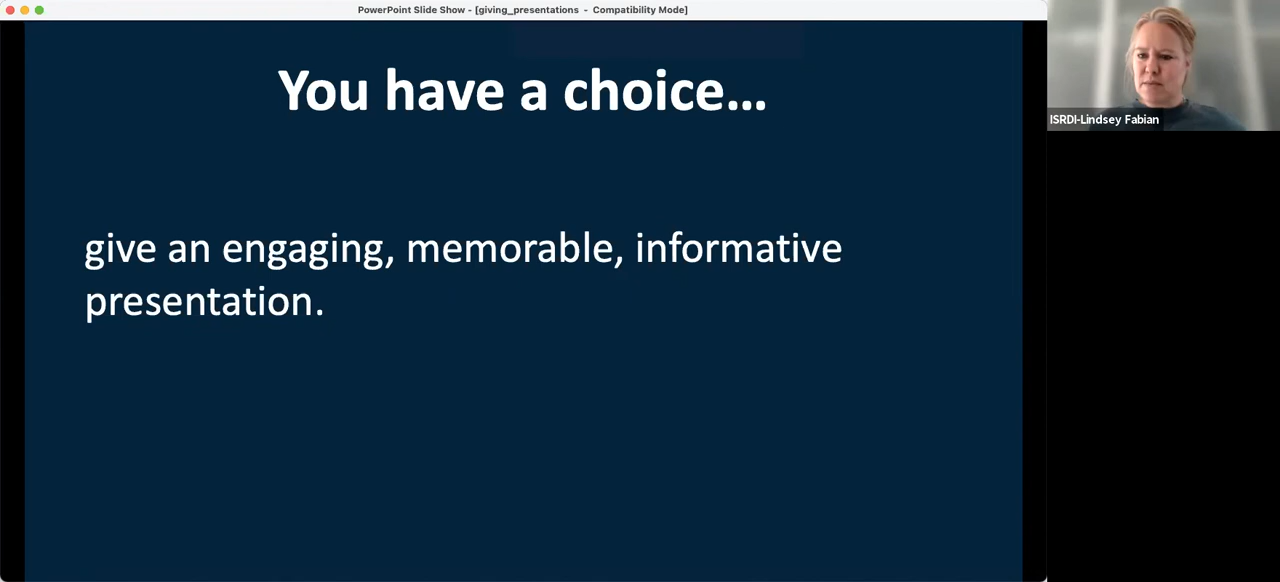 PowerPoint Slide Show - [giving_presentations - Compatibility Mode]
You have a choice...
give an engaging, memorable, informative
presentation.
ISRDI-Lindsey Fabian